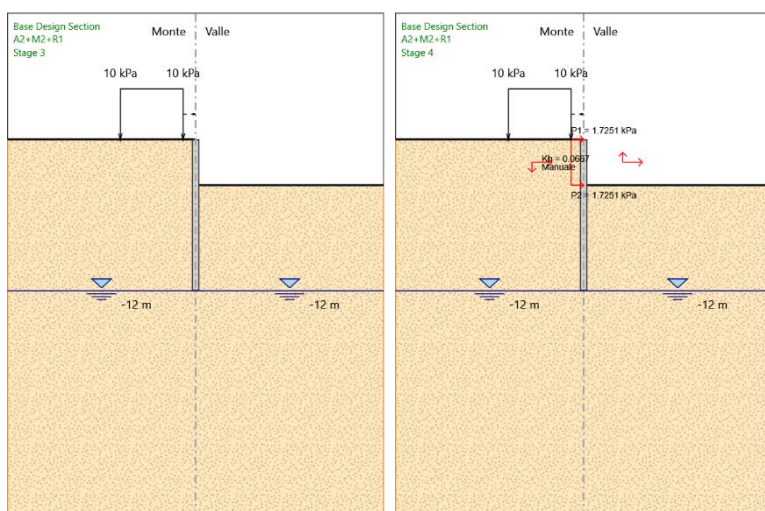 Base Design Section
A2+M2+R1
Stage 3
Monte
Valle
10 kPa
10 kPa
-12 m
-12 m
Base Design Section
A2+M2+R1
Stage 4
Monte
Valle
10 kPa
10 kPa
P1 = 1.7251 kPa
Kh = 0.0667
Manuale
P2 = 1.7251 kPa
-12 m
-12 m